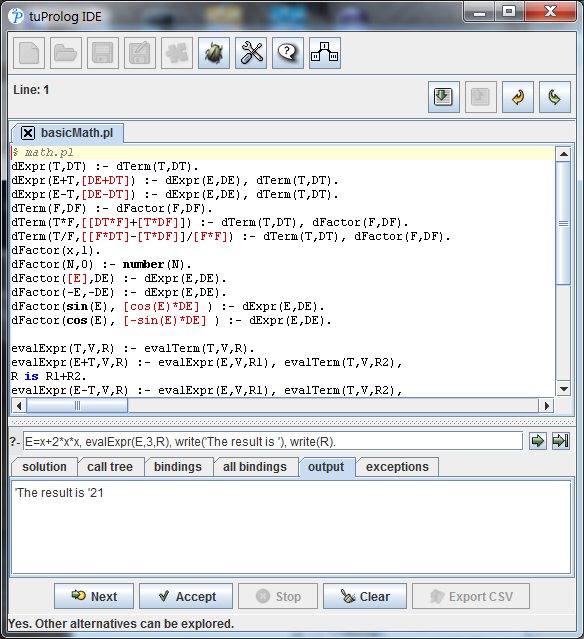 tuProlog IDE
Line: 1
basicMath.pl
% math.pl
dExpr(T,DT) :- dTerm(T,DT).
dExpr(E+T,[DE+DT]) :- dExpr(E,DE), dTerm(T,DT).
dExpr(E-T,[DE-DT]) :- dExpr(E,DE), dTerm(T,DT).
dTerm(F,DF) :- dFactor(F,DF).
dTerm(T*F,[[DT*F]+[T*DF]]) :- dTerm(T,DT), dFactor(F,DF).
dTerm(T/F,[[F*DT]-[T*DF]]/[F*F]) :- dTerm(T,DT), dFactor(F,DF).
dFactor(x,1).
dFactor(N,0) :- number(N).
dFactor([E],DE) :- dExpr(E,DE).
dFactor(-E,-DE) :- dExpr(E,DE).
dFactor(sin(E), [cos(E)*DE] ) :- dExpr(E,DE).
dFactor(cos(E), [-sin(E)*DE] ) :- dExpr(E,DE).
evalExpr(T,V,R) :- evalTerm(T,V,R).
evalExpr(E+T,V,R) :- evalExpr(E,V,R1), evalTerm(T,V,R2),
R is R1+R2.
evalExpr(E-T,V,R) :- evalExpr(E,V,R1), evalTerm(T,V,R2),
?- E=x+2*x*x, evalExpr(E,3,R), write('The result is '), write(R).
solution call tree bindings all bindings output exceptions
'The result is '21
Next Accept Stop Clear Export CSV
Yes. Other alternatives can be explored.